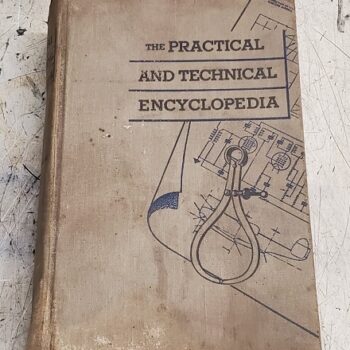 THE PRACTICAL
AND TECHNICAL
ENCYCLOPEDIA